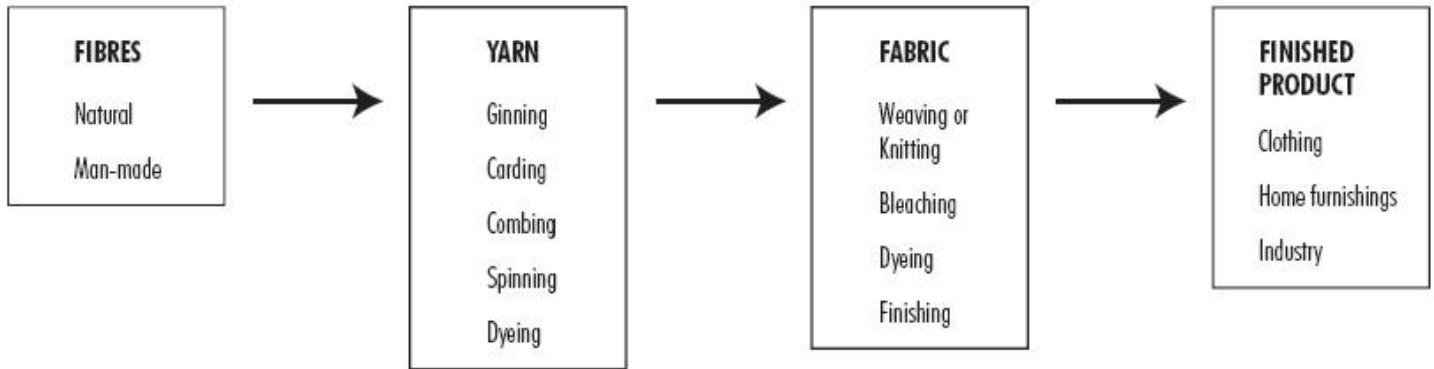 FIBRES
Natural
Man-made
YARN
Ginning
Carding
Combing
Spinning
Dyeing
FABRIC
Weaving or
Knitting
Bleaching
Dyeing
Finishing
FINISHED
PRODUCT
Clothing
Home furnishings
Industry